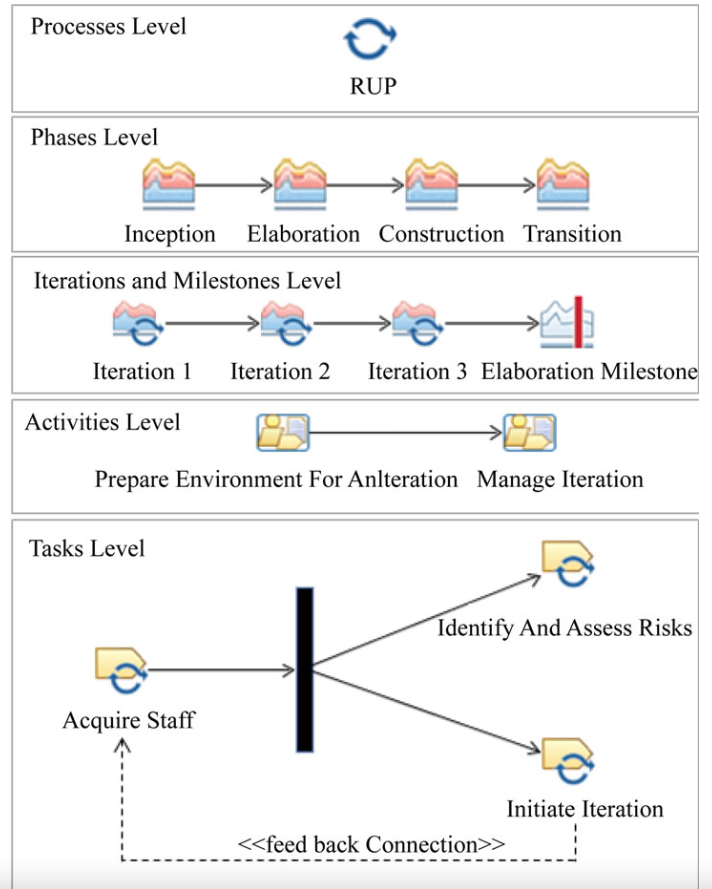 Processes Level
RUP
Phases Level
Inception Elaboration Construction Transition
Iterations and Milestones Level
Iteration 1 Iteration 2 Iteration 3 Elaboration Milestone
Activities Level
Prepare Environment For Anlteration Manage Iteration
Tasks Level
Identify And Assess Risks
Acquire Staff
Initiate Iteration
<<feed back Connection>>